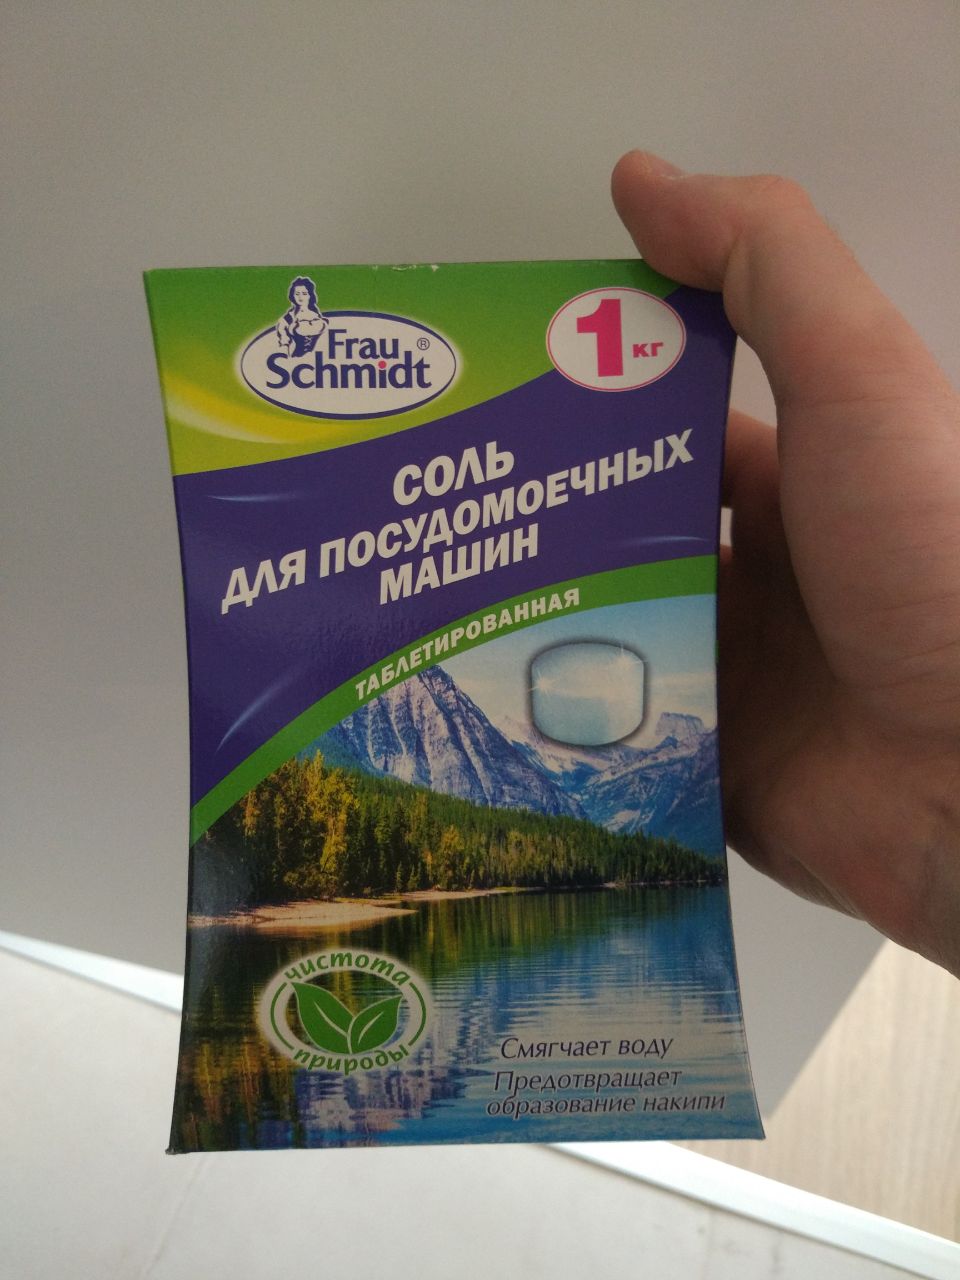 Frau
Schmidt ®
1 кг
СОЛЬ
ДЛЯ ПОСУДОМОЕЧНЫХ
МАШИН
ТАБЛЕТИРОВАННАЯ
чистота
природы
Смягчает воду
Предотвращает
образование накипи